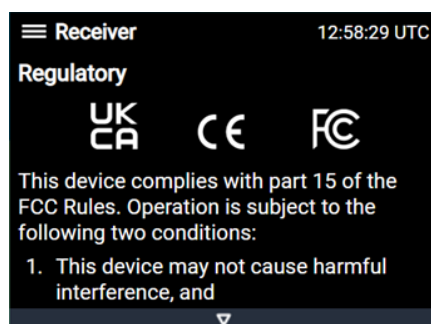 Receiver 12:58:29 UTC
Regulatory
UK
CA CE FC
This device complies with part 15 of the
FCC Rules. Operation is subject to the
following two conditions:
1. This device may not cause harmful
interference, and